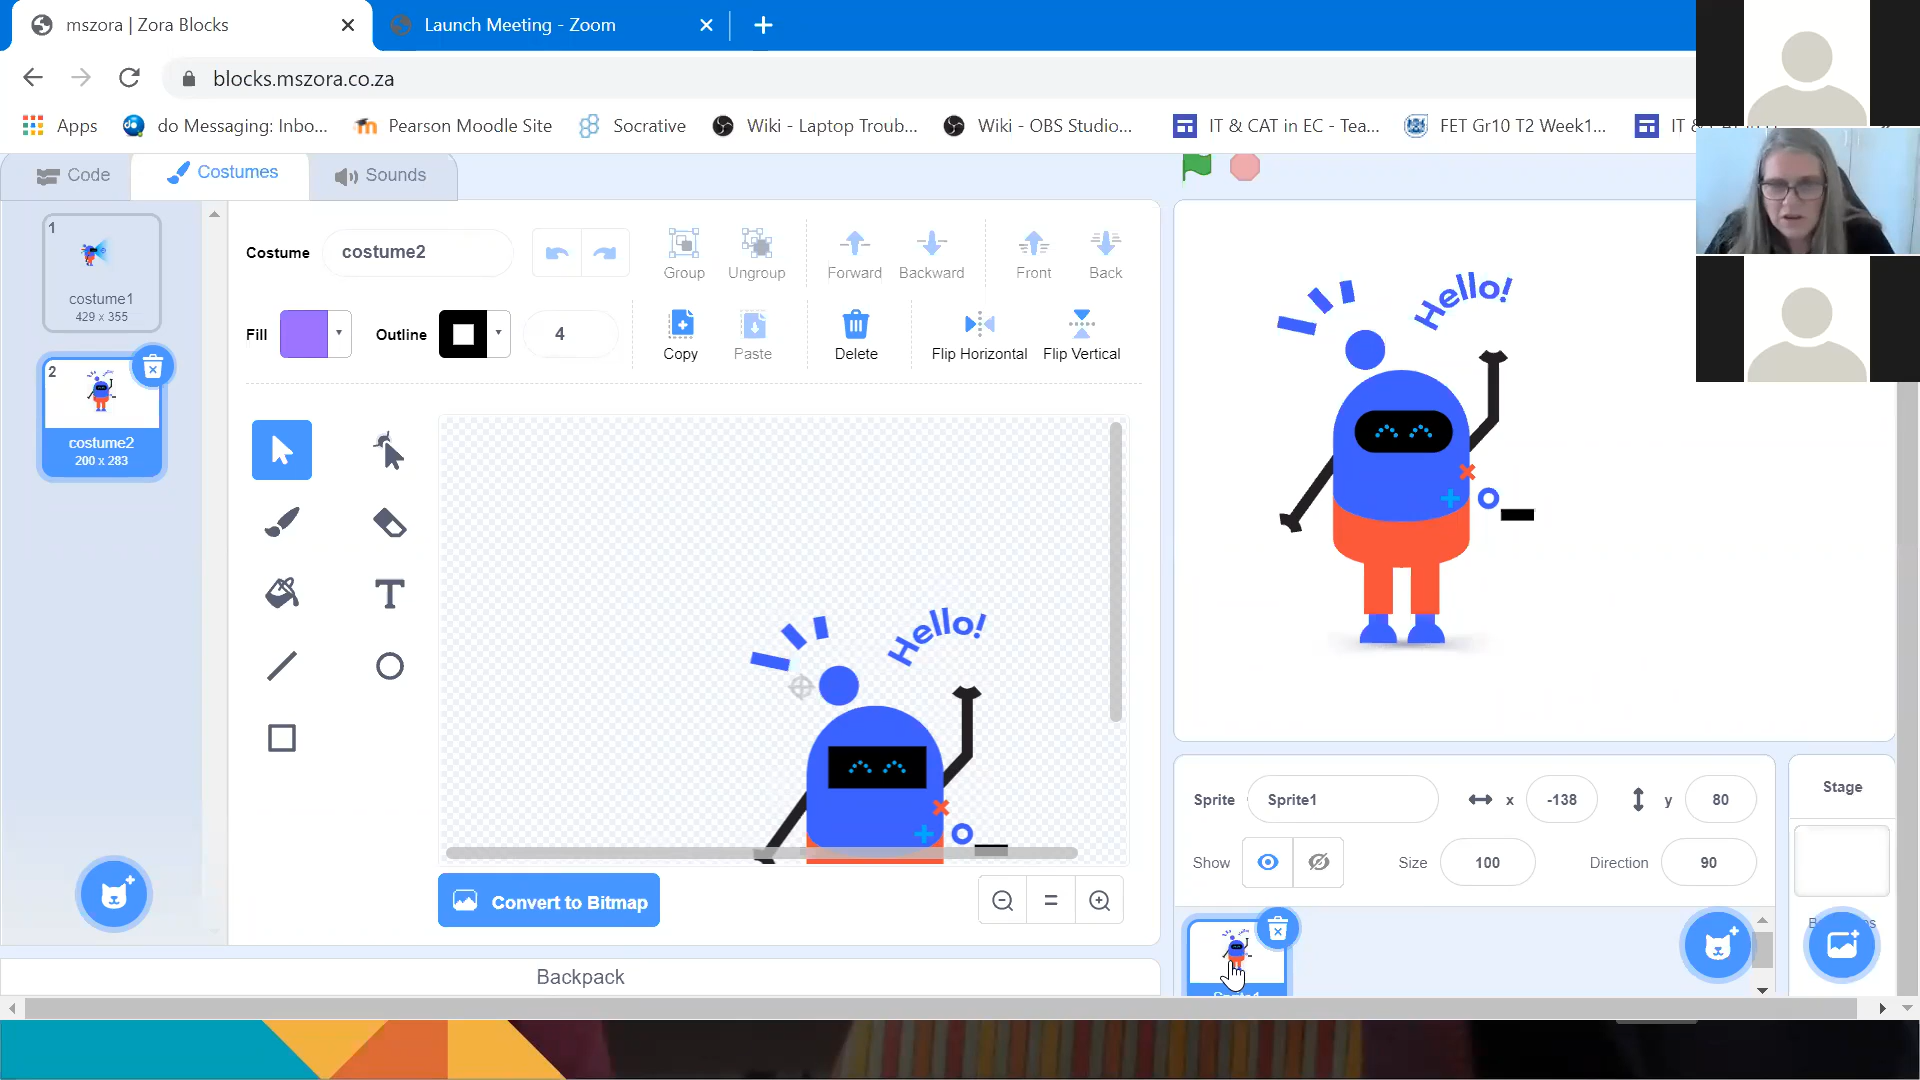 mszora | Zora Blocks
Launch Meeting - Zoom
blocks.mszora.co.za
Apps
do Messaging: Inbo...
Pearson Moodle Site
Socrative
Wiki - Laptop Troub...
Wiki - OBS Studio...
IT & CAT in EC - Tea...
FET Gr10 T2 Week1...
Code
Costumes
Sounds
1
costume1
429 x 355
2
costume2
200 x 283
Costume
costume2
Group
Ungroup
Forward
Backward
Front
Back
Fill
Outline
4
Copy
Paste
Delete
Flip Horizontal
Flip Vertical
Hello!
Convert to Bitmap
Backpack
Hello!
Sprite
Sprite1
x
-138
y
80
Show
Size
100
Direction
90
Stage